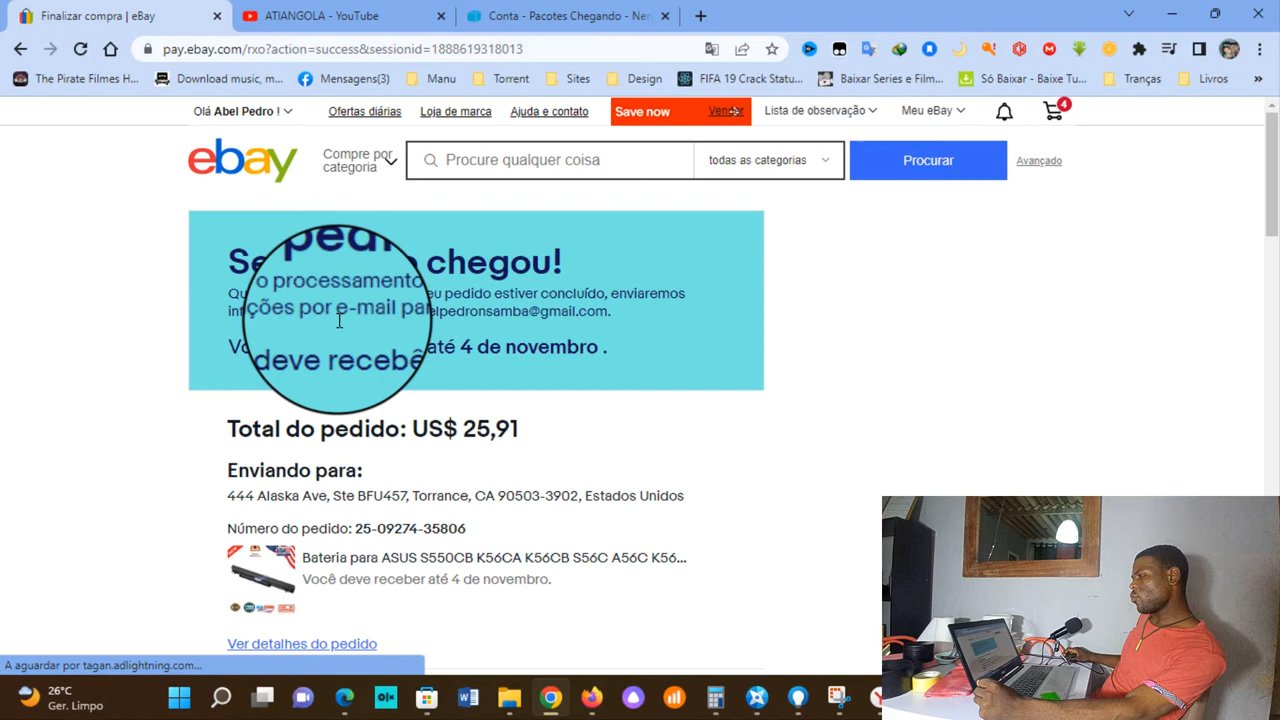 Finalizar compra | eBay
ATIANGOLA - YouTube
Conta - Pacotes Chegando - Ner
pay.ebay.com/rxo?action=success&sessionid=1888619318013
The Pirate Filmes H...
Download music, m...
Mensagens(3)
Manu
Torrent
Sites
Design
FIFA 19 Crack Statu...
Baixar Series e Film...
Só Baixar - Baixe Tu...
Tranças
Livros
Olá Abel Pedro !
Ofertas diárias
Loja de marca
Ajuda e contato
Save now
Vender
Lista de observação
Meu eBay
4
ebay
Compre por categoria
Procure qualquer coisa
todas as categorias
Procurar
Avançado
pedi
chegou!
o processamento
eu pedido estiver concluído, enviaremos
ções por e-mail par
elpedronsamba@gmail.com.
deve recebê
até 4 de novembro .
Total do pedido: US$ 25,91
Enviando para:
444 Alaska Ave, Ste BFU457, Torrance, CA 90503-3902, Estados Unidos
Número do pedido: 25-09274-35806
Bateria para ASUS S550CB K56CA K56CB S56C A56C K56...
Você deve receber até 4 de novembro.
Ver detalhes do pedido
A aguardar por tagan.adlightning.com...
26°C
Ger. Limpo